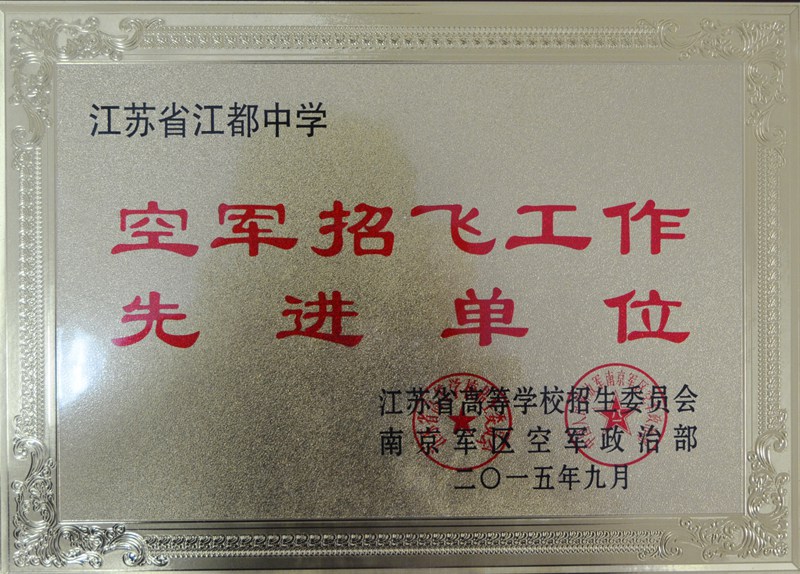 江苏省江都中学
空军招飞工作
先进单位
江苏省高等学校招生委员会
南京军区空军政治部
二〇一五年九月